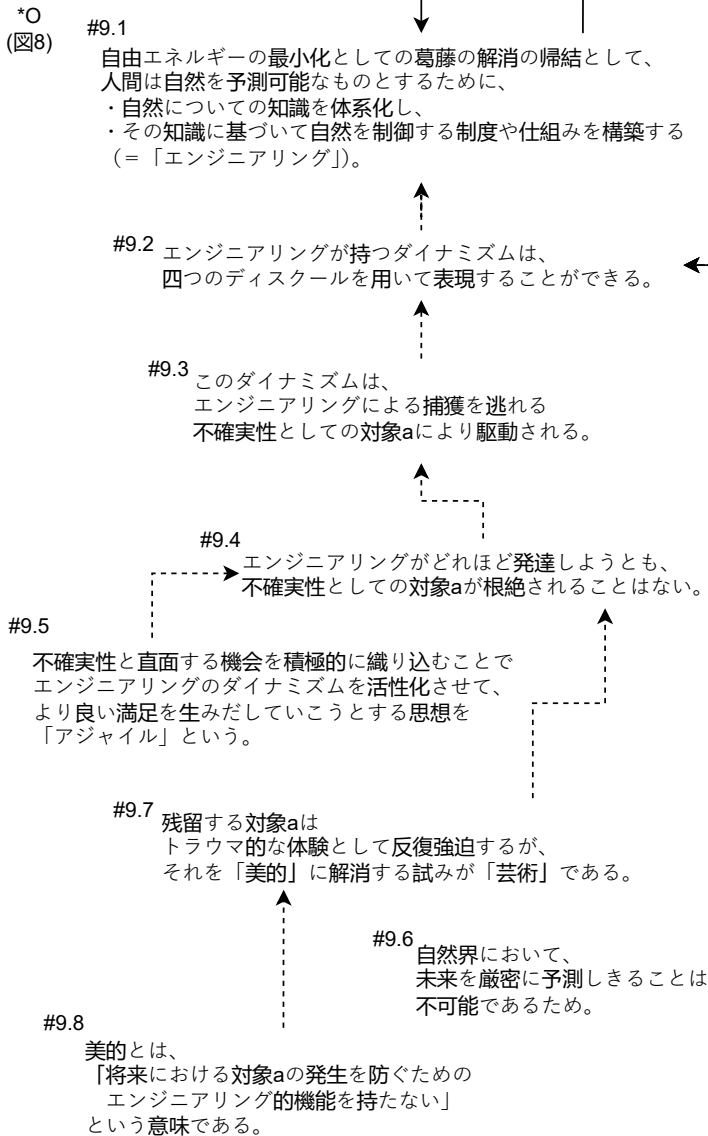 *O
(図8)
#9.1
自由エネルギーの最小化としての葛藤の解消の帰結として、
人間は自然を予測可能なものとするために、
・自然についての知識を体系化し、
・その知識に基づいて自然を制御する制度や仕組みを構築する
(=「エンジニアリング」)。
#9.2
エンジニアリングが持つダイナミズムは、
四つのディスクールを用いて表現することができる。
#9.3
このダイナミズムは、
エンジニアリングによる捕獲を逃れる
不確実性としての対象aにより駆動される。
#9.4
エンジニアリングがどれほど発達しようとも、
不確実性としての対象aが根絶されることはない。
#9.5
不確実性と直面する機会を積極的に織り込むことで
エンジニアリングのダイナミズムを活性化させて、
より良い満足を生みだしていこうとする思想を
「アジャイル」という。
#9.7
残留する対象aは
トラウマ的な体験として反復強迫するが、
それを「美的」に解消する試みが「芸術」である。
#9.6
自然界において、
未来を厳密に予測しきることは
不可能であるため。
#9.8
美的とは、
「将来における対象aの発生を防ぐための
エンジニアリング的機能を持たない」
という意味である。